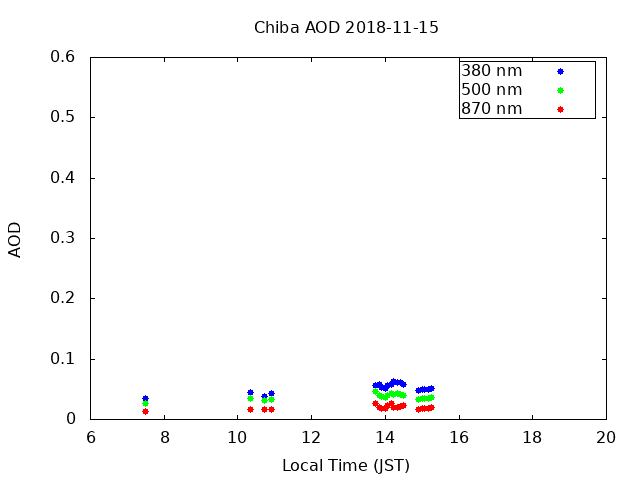 Chiba AOD 2018-11-15
0.6
0.5
0.4
0.3
0.2
0.1
0
AOD
380 nm
500 nm
870 nm
6 8 10 12 14 16 18 20
Local Time (JST)